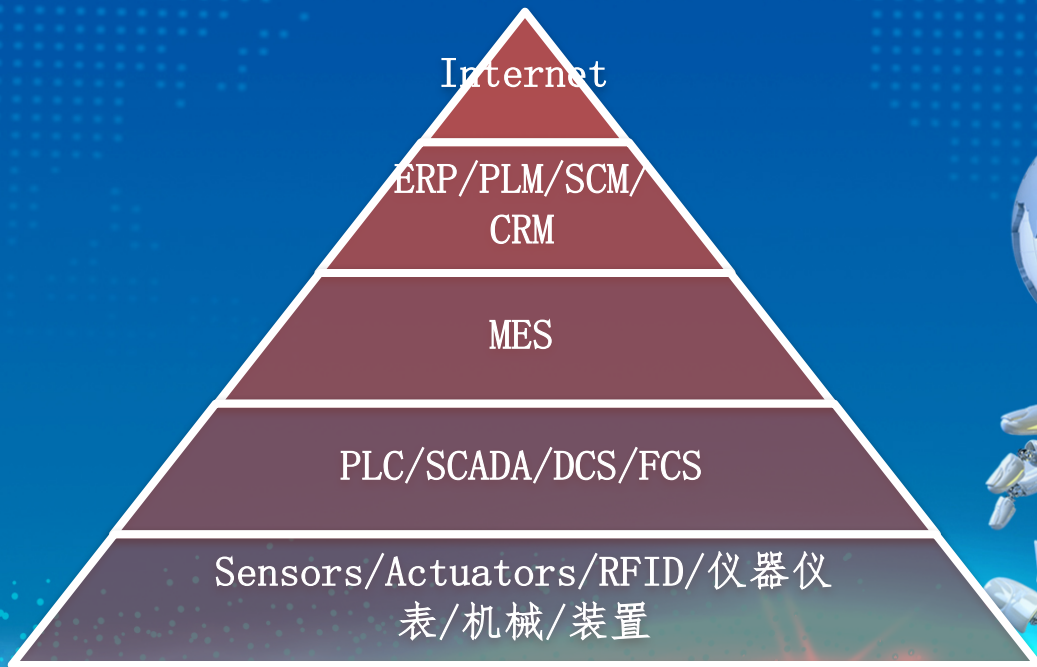 Internet
ERP/PLM/SCM/
CRM
MES
PLC/SCADA/DCS/FCS
Sensors/Actuators/RFID/仪器仪
表/机械/装置